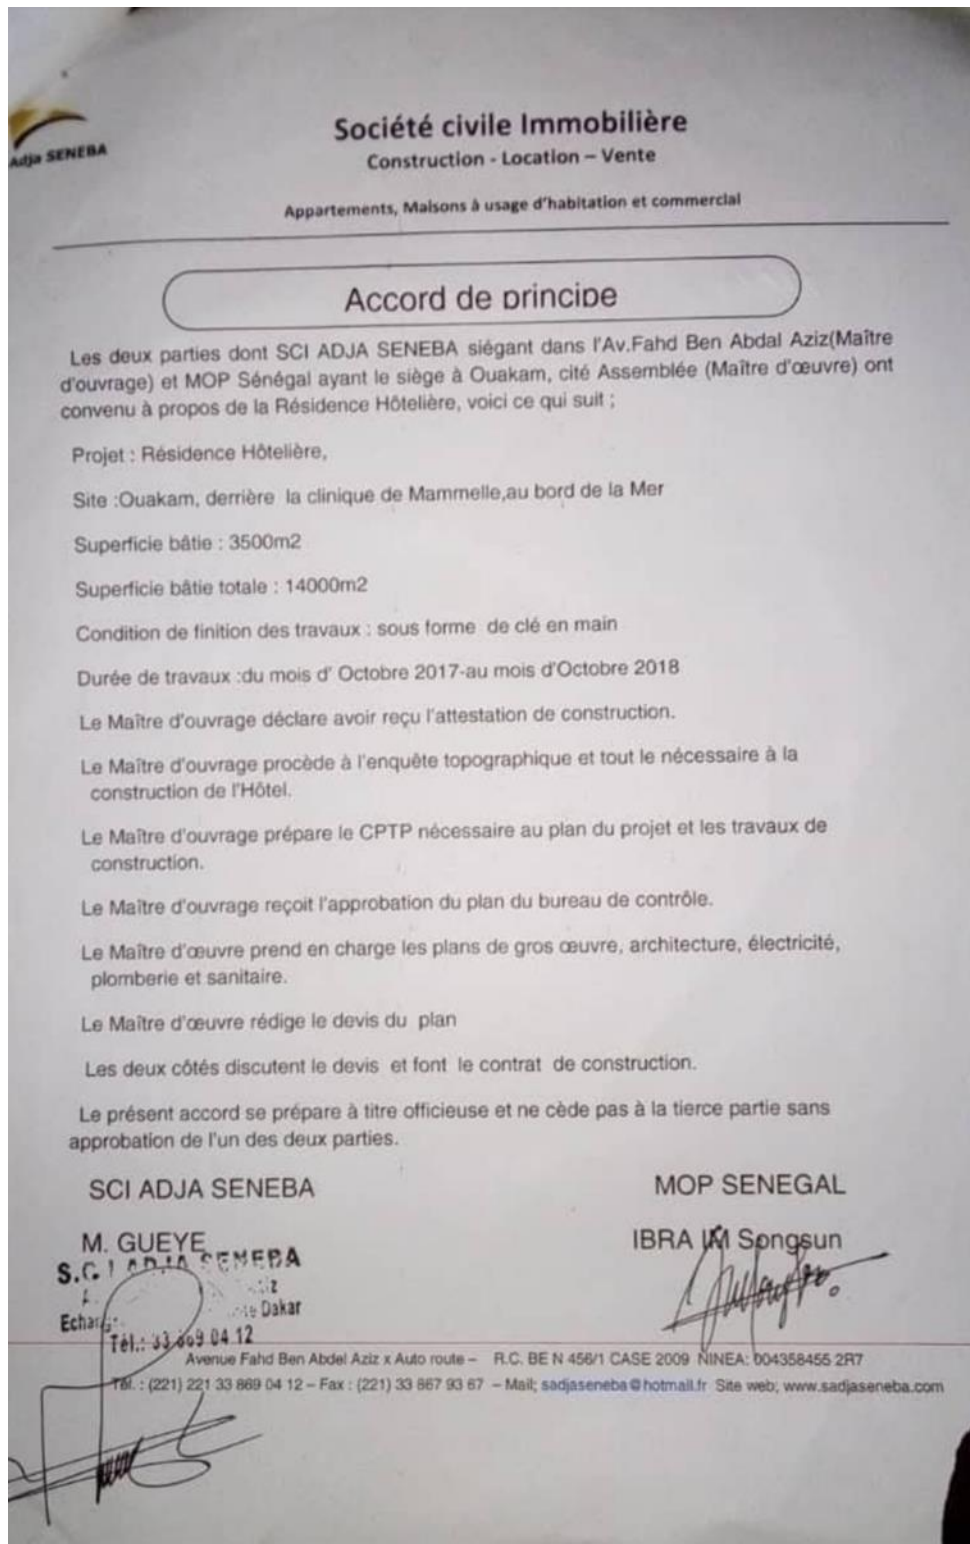 Adja SENEBA
Société civile Immobilière
Construction - Location – Vente
Appartements, Maisons à usage d'habitation et commercial
Accord de principe
Les deux parties dont SCI ADJA SENEBA siégant dans l'Av.Fahd Ben Abdal Aziz(Maître
d'ouvrage) et MOP Sénégal ayant le siège à Ouakam, cité Assemblée (Maître d'œuvre) ont
convenu à propos de la Résidence Hôtelière, voici ce qui suit ;
Projet : Résidence Hôtelière,
Site :Ouakam, derrière la clinique de Mammelle,au bord de la Mer
Superficie bâtie : 3500m2
Superficie bâtie totale : 14000m2
Condition de finition des travaux : sous forme de clé en main
Durée de travaux :du mois d' Octobre 2017-au mois d'Octobre 2018
Le Maître d'ouvrage déclare avoir reçu l'attestation de construction.
Le Maître d'ouvrage procède à l'enquête topographique et tout le nécessaire à la
construction de l'Hôtel.
Le Maître d'ouvrage prépare le CPTP nécessaire au plan du projet et les travaux de
construction.
Le Maître d'ouvrage reçoit l'approbation du plan du bureau de contrôle.
Le Maître d'œuvre prend en charge les plans de gros œuvre, architecture, électricité,
plomberie et sanitaire.
Le Maître d'œuvre rédige le devis du plan
Les deux côtés discutent le devis et font le contrat de construction.
Le présent accord se prépare à titre officieuse et ne cède pas à la tierce partie sans
approbation de l'un des deux parties.
SCI ADJA SENEBA
MOP SENEGAL
M. GUEYE
IBRA IM Songsun
S.C.I ADJA SENEBA
Dakar
Tél.: 33 869 04 12
Avenue Fahd Ben Abdel Aziz x Auto route – R.C. BE N 456/1 CASE 2009 NINEA: 004358455 2R7
Tél. : (221) 221 33 869 04 12 – Fax : (221) 33 867 93 67 – Mail; sadjaseneba@hotmail.fr Site web; www.sadjaseneba.com